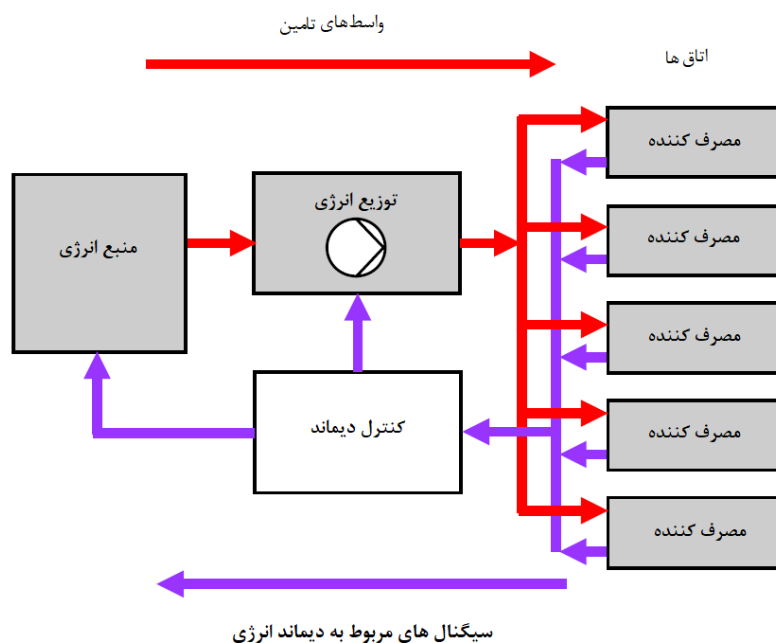 واسط‌های تامین
اتاق ها
مصرف کننده
توزیع انرژی
منبع انرژی
مصرف کننده
مصرف کننده
کنترل دیماند
مصرف کننده
مصرف کننده
سیگنال های مربوط به دیماند انرژی